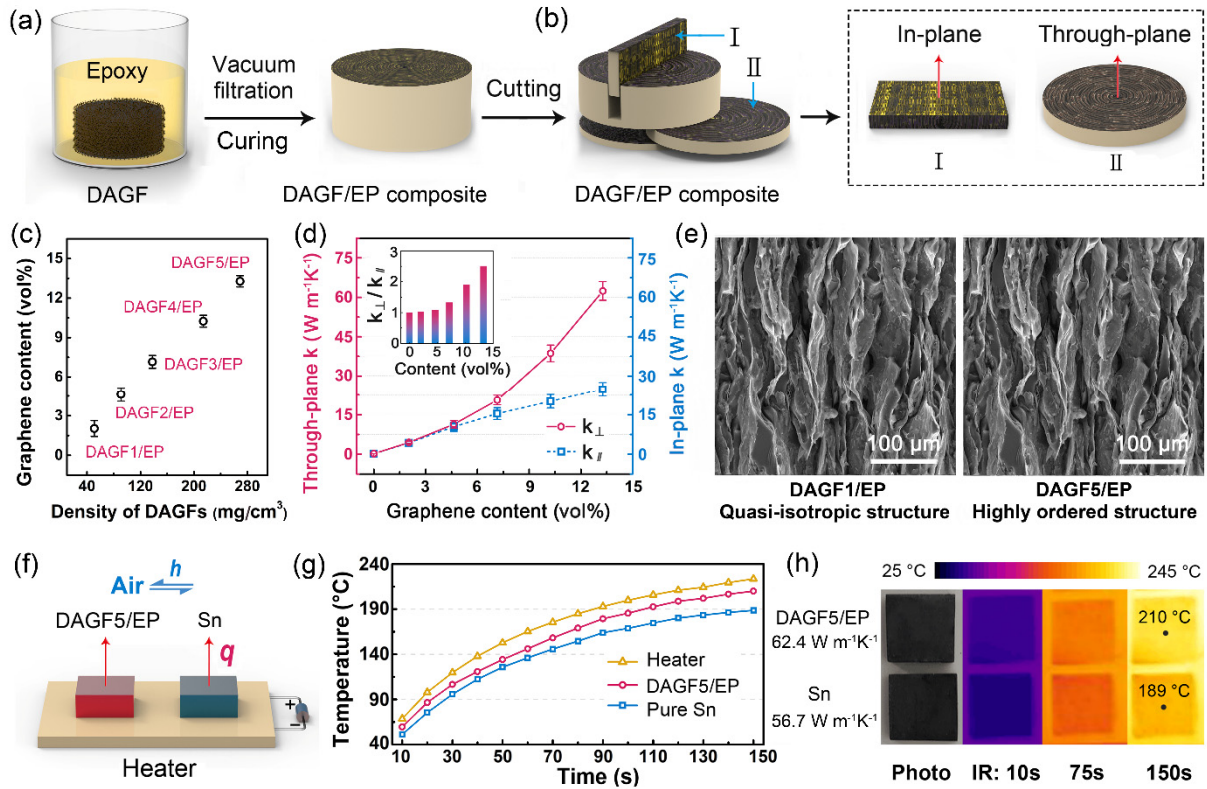 (a)
Epoxy
DAGF
Vacuum
filtration
Curing
DAGF/EP composite
Cutting
(b)
I
II
DAGF/EP composite
In-plane
I
Through-plane
II
(c)
Graphene content (vol%)
15
12
9
6
3
0
DAGF5/EP
DAGF4/EP
DAGF3/EP
DAGF2/EP
DAGF1/EP
40 120 200 280
Density of DAGFs (mg/cm³)
(d)
Through-plane k (W m⁻¹K⁻¹)
75
60
45
30
15
0
k⊥/k∥
3
2
1
0
0 5 10 15
Content (vol%)
k⊥
k∥
0 3 6 9 12 15
Graphene content (vol%)
75
60
45
30
15
0
In-plane k (W m⁻¹K⁻¹)
(e)
100 µm
DAGF1/EP
Quasi-isotropic structure
100 µm
DAGF5/EP
Highly ordered structure
(f)
Air h
DAGF5/EP Sn
q
+
−
Heater
(g)
Temperature (°C)
240
190
140
90
40
Heater
DAGF5/EP
Pure Sn
10 30 50 70 90 110 130 150
Time (s)
(h)
25 °C 245 °C
DAGF5/EP
62.4 W m⁻¹K⁻¹
210 °C
Sn
56.7 W m⁻¹K⁻¹
189 °C
Photo IR: 10s 75s 150s